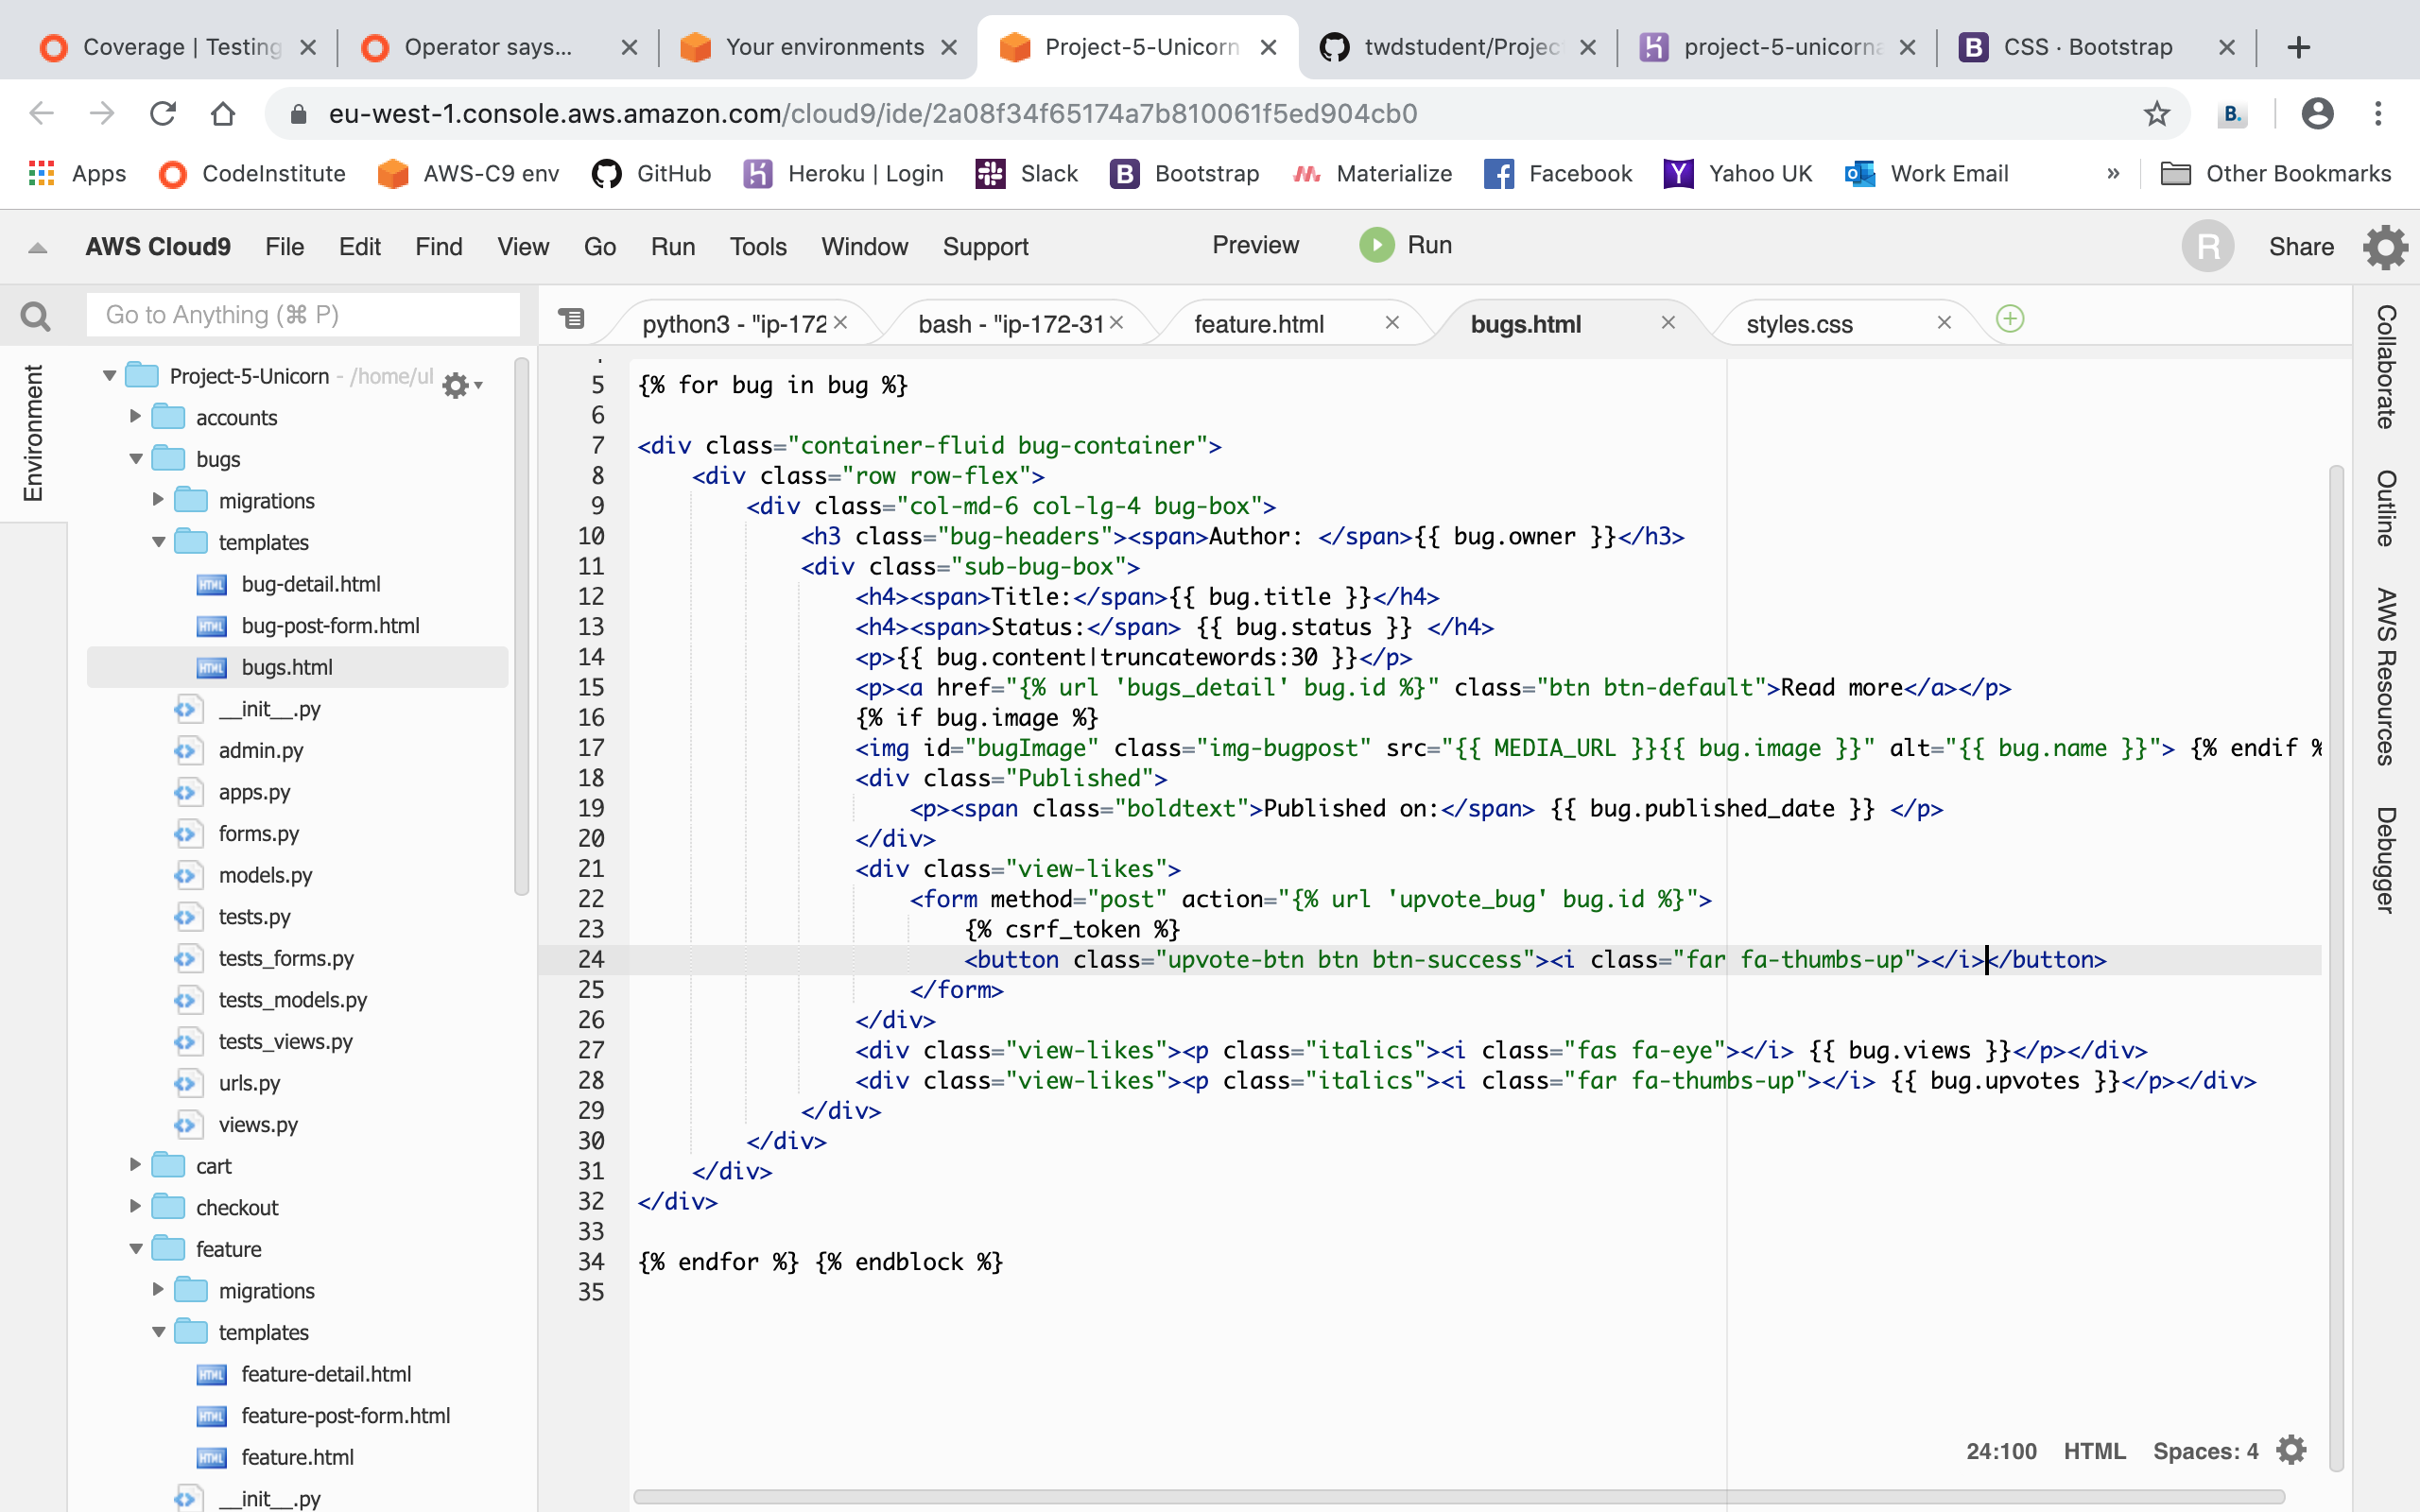 Coverage | Testing
Operator says...
Your environments
Project-5-Unicorn
twdstudent/Projec
project-5-unicorna
CSS · Bootstrap
eu-west-1.console.aws.amazon.com/cloud9/ide/2a08f34f65174a7b810061f5ed904cb0
B.
Apps
CodeInstitute
AWS-C9 env
GitHub
Heroku | Login
Slack
Bootstrap
Materialize
Facebook
Yahoo UK
Work Email
»
Other Bookmarks
AWS Cloud9 File Edit Find View Go Run Tools Window Support Preview Run R Share
Go to Anything (⌘ P)
python3 - "ip-172
bash - "ip-172-31
feature.html
bugs.html
styles.css
Environment
Project-5-Unicorn - /home/ul
accounts
bugs
migrations
templates
bug-detail.html
bug-post-form.html
bugs.html
__init__.py
admin.py
apps.py
forms.py
models.py
tests.py
tests_forms.py
tests_models.py
tests_views.py
urls.py
views.py
cart
checkout
feature
migrations
templates
feature-detail.html
feature-post-form.html
feature.html
__init__.py
5 {% for bug in bug %}
6
7 <div class="container-fluid bug-container">
8 <div class="row row-flex">
9 <div class="col-md-6 col-lg-4 bug-box">
10 <h3 class="bug-headers"><span>Author: </span>{{ bug.owner }}</h3>
11 <div class="sub-bug-box">
12 <h4><span>Title:</span>{{ bug.title }}</h4>
13 <h4><span>Status:</span> {{ bug.status }} </h4>
14 <p>{{ bug.content|truncatewords:30 }}</p>
15 <p><a href="{% url 'bugs_detail' bug.id %}" class="btn btn-default">Read more</a></p>
16 {% if bug.image %}
17 <img id="bugImage" class="img-bugpost" src="{{ MEDIA_URL }}{{ bug.image }}" alt="{{ bug.name }}"> {% endif %
18 <div class="Published">
19 <p><span class="boldtext">Published on:</span> {{ bug.published_date }} </p>
20 </div>
21 <div class="view-likes">
22 <form method="post" action="{% url 'upvote_bug' bug.id %}">
23 {% csrf_token %}
24 <button class="upvote-btn btn btn-success"><i class="far fa-thumbs-up"></i></button>
25 </form>
26 </div>
27 <div class="view-likes"><p class="italics"><i class="fas fa-eye"></i> {{ bug.views }}</p></div>
28 <div class="view-likes"><p class="italics"><i class="far fa-thumbs-up"></i> {{ bug.upvotes }}</p></div>
29 </div>
30 </div>
31 </div>
32 </div>
33
34 {% endfor %} {% endblock %}
35
24:100 HTML Spaces: 4
Collaborate
Outline
AWS Resources
Debugger